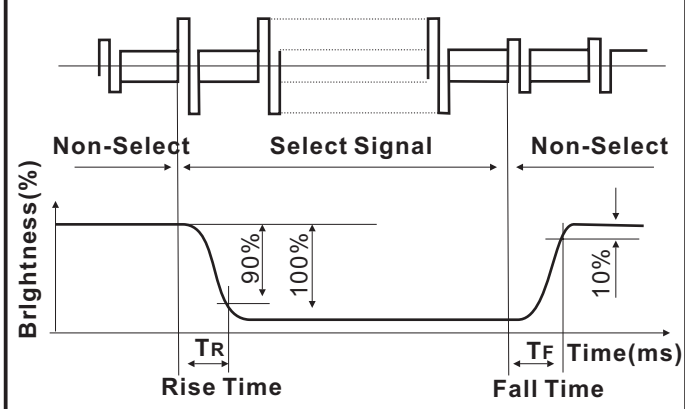 Non-Select Select Signal Non-Select
BrIghtness(%)
90%
100%
10%
TR TF Time(ms)
Rise Time Fall Time